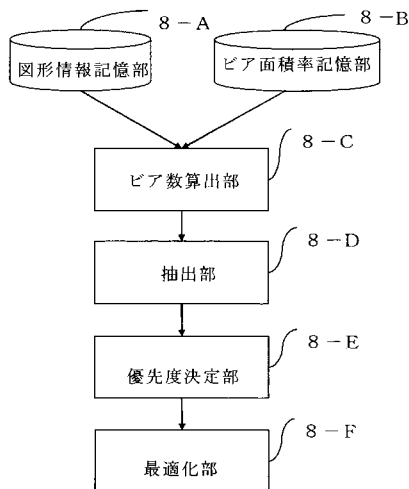 8-A
8-B
図形情報記憶部
ビア面積率記憶部
8-C
ビア数算出部
8-D
抽出部
8-E
優先度決定部
8-F
最適化部